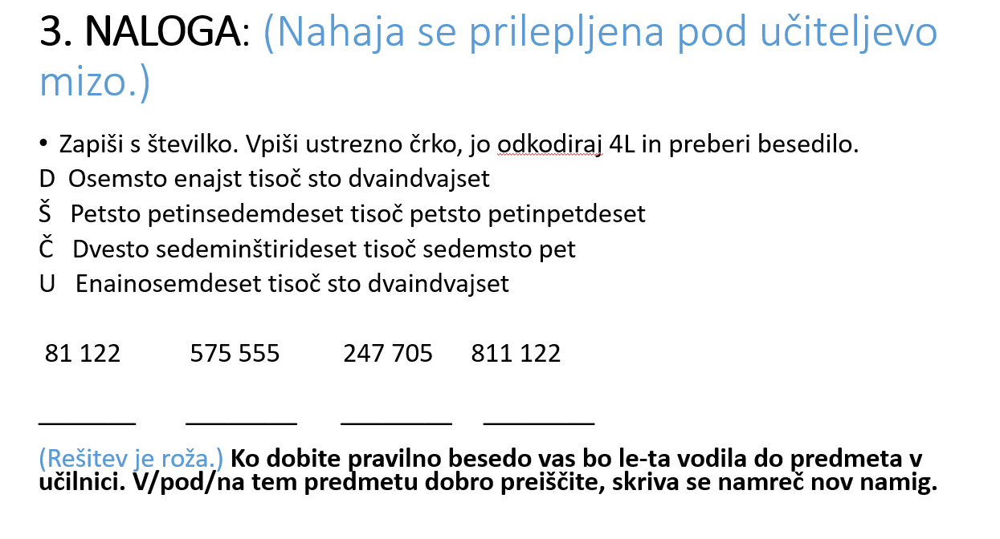 3. NALOGA: (Nahaja se prilepljena pod učiteljevo
mizo.)
• Zapiši s številko. Vpiši ustrezno črko, jo odkodiraj 4L in preberi besedilo.
D Osemsto enajst tisoč sto dvaindvajset
Š Petsto petinsedemdeset tisoč petsto petinpetdeset
Č Dvesto sedeminštirideset tisoč sedemsto pet
U Enainosemdeset tisoč sto dvaindvajset
81 122 575 555 247 705 811 122
(Rešitev je roža.) Ko dobite pravilno besedo vas bo le-ta vodila do predmeta v
učilnici. V/pod/na tem predmetu dobro preiščite, skriva se namreč nov namig.